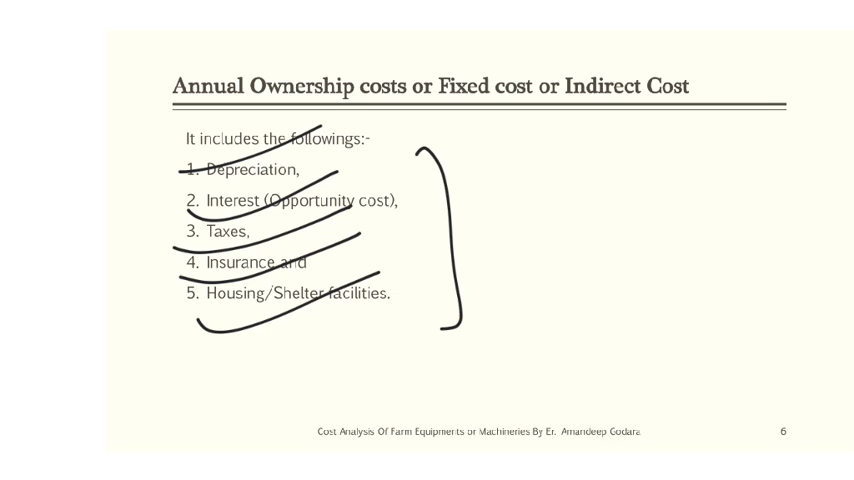 Annual Ownership costs or Fixed cost or Indirect Cost
It includes the followings:-
1. Depreciation,
2. Interest (Opportunity cost),
3. Taxes,
4. Insurance and
5. Housing/Shelter facilities.
Cost Analysis Of Farm Equipments or Machineries By Er. Amandeep Godara
6